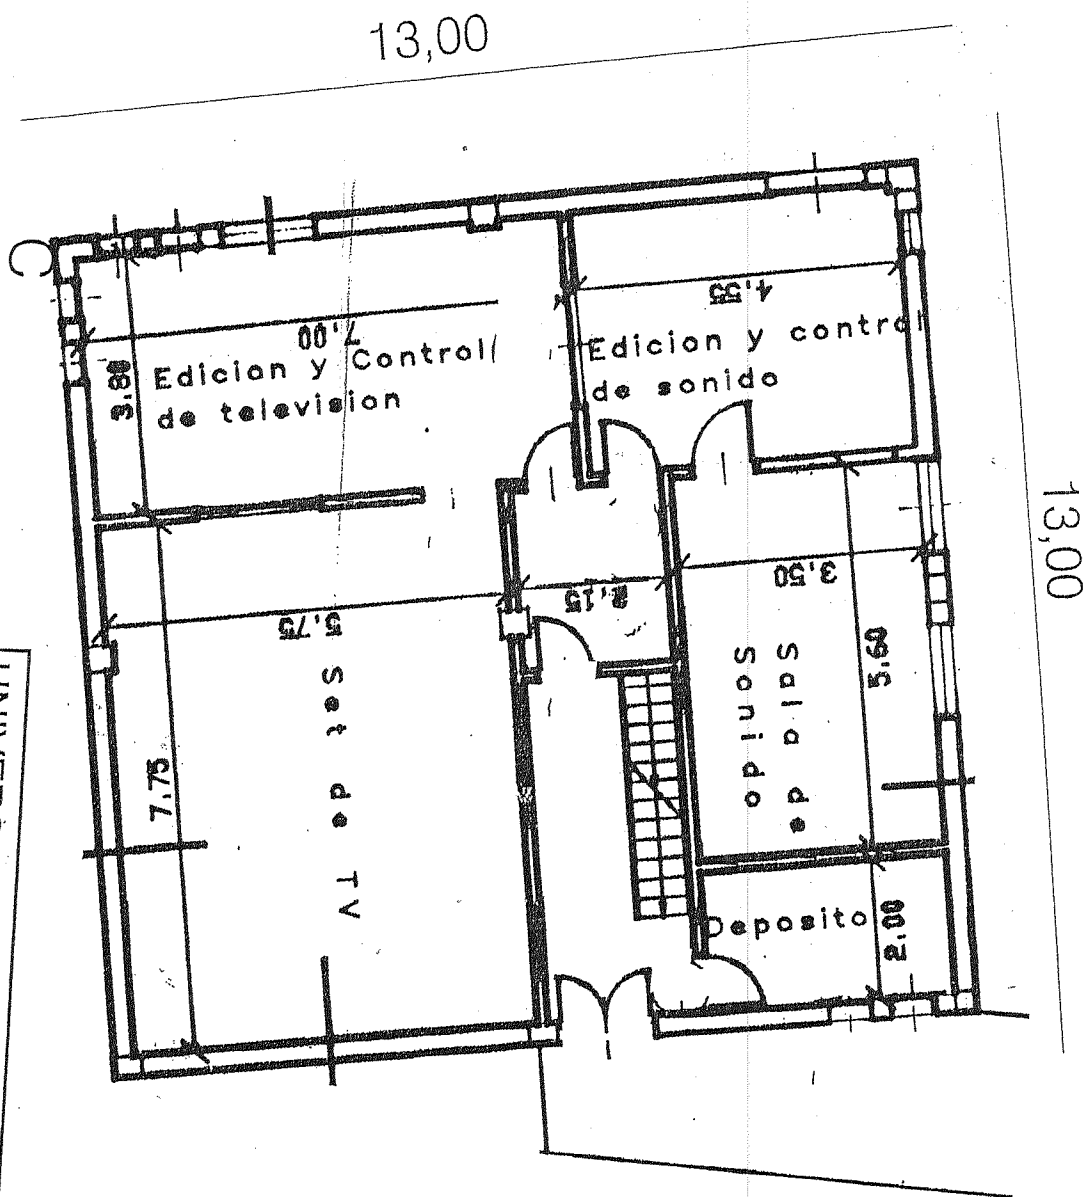 13,00
C
7,00
4,55
Edicion y Control
de television
Edicion y control
de sonido
3.80
13,00
5,75
2,15
3,50
Set de TV
Sala de
Sonido
5.60
7.75
Deposito
2.00